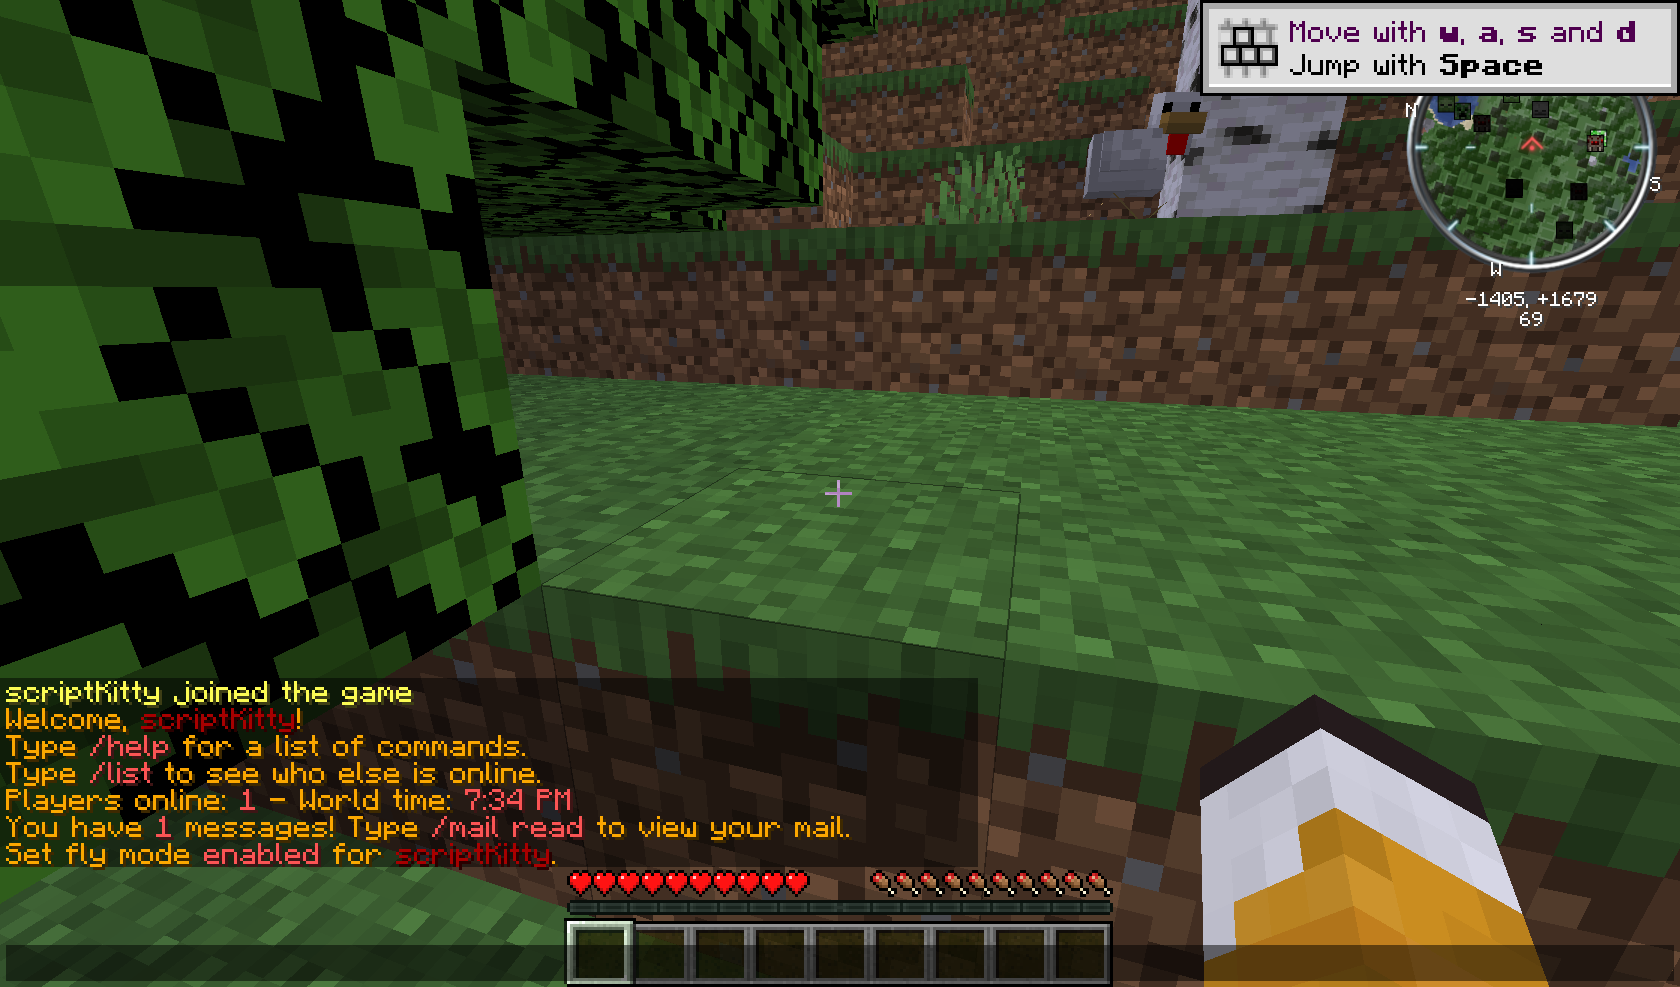 Move with w, a, s and d
Jump with Space
N
S
W
-1405, +1679
69
scriptKitty joined the game
Welcome, scriptKitty!
Type /help for a list of commands.
Type /list to see who else is online.
Players online: 1 - World time: 7:34 PM
You have 1 messages! Type /mail read to view your mail.
Set fly mode enabled for scriptKitty.